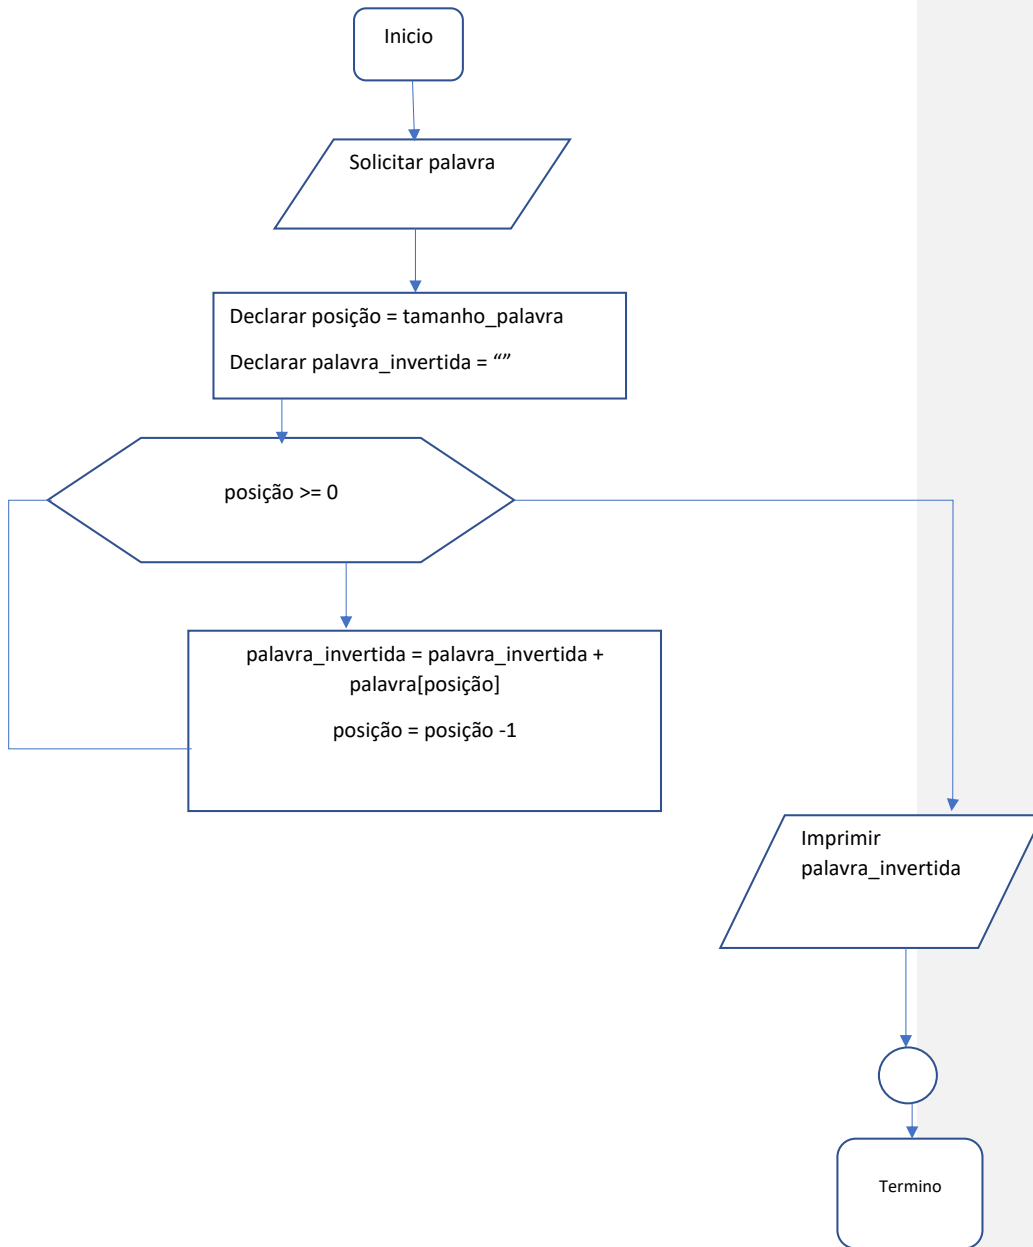 Inicio
Solicitar palavra
Declarar posição = tamanho_palavra
Declarar palavra_invertida = “”
posição >= 0
palavra_invertida = palavra_invertida +
palavra[posição]
posição = posição -1
Imprimir
palavra_invertida
Termino